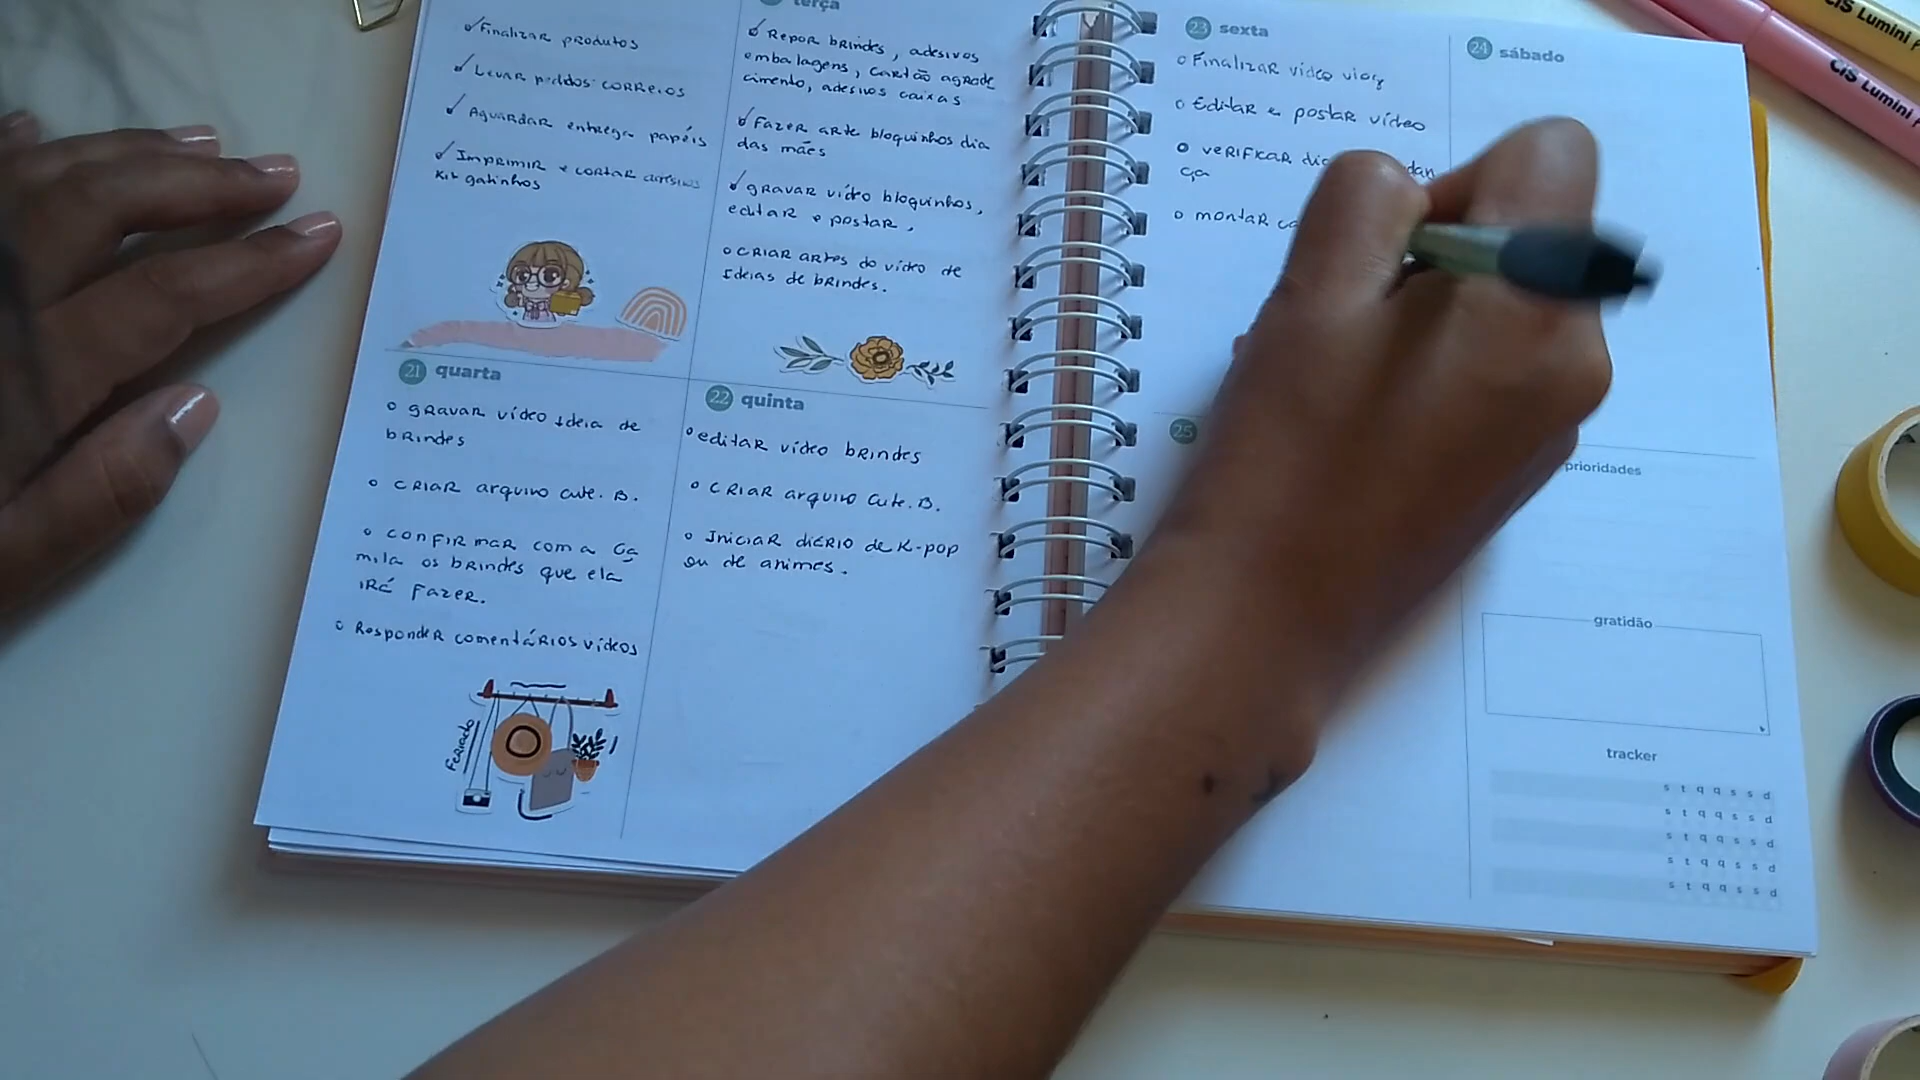 Finalizar produtos
Levar pedidos correios
Aguardar entrega papéis
Imprimir e cortar
Kit gatinhos
terça
Repor brindes, adesivos
embalagens, cartão agrade
cimento, adesivos caixas
Fazer arte bloquinhos dia
das mães
gravar vídeo bloquinhos,
editar e postar.
criar artes do vídeo de
ideias de brindes.
21 quarta
gravar vídeo ideia de
brindes
criar arquivo cute. B.
confirmar com a Ca
mila os brindes que ela
irá fazer.
Responder comentários vídeos
Feriado
22 quinta
editar vídeo brindes
criar arquivo cute. B.
Iniciar diário de K-pop
ou de animes.
23 sexta
Finalizar vídeo vlog
Editar e postar vídeo
verificar
ça
montar
24 sábado
25
prioridades
gratidão
tracker
s t q q s s d
s t q q s s d
s t q q s s d
s t q q s s d
s t q q s s d
CiS Lumini
CiS Lumini